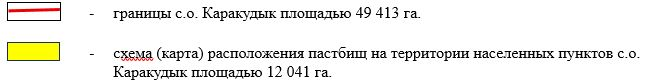 - границы с.о. Каракудык площадью 49 413 га.
- схема (карта) расположения пастбищ на территории населенных пунктов с.о.
Каракудык площадью 12 041 га.